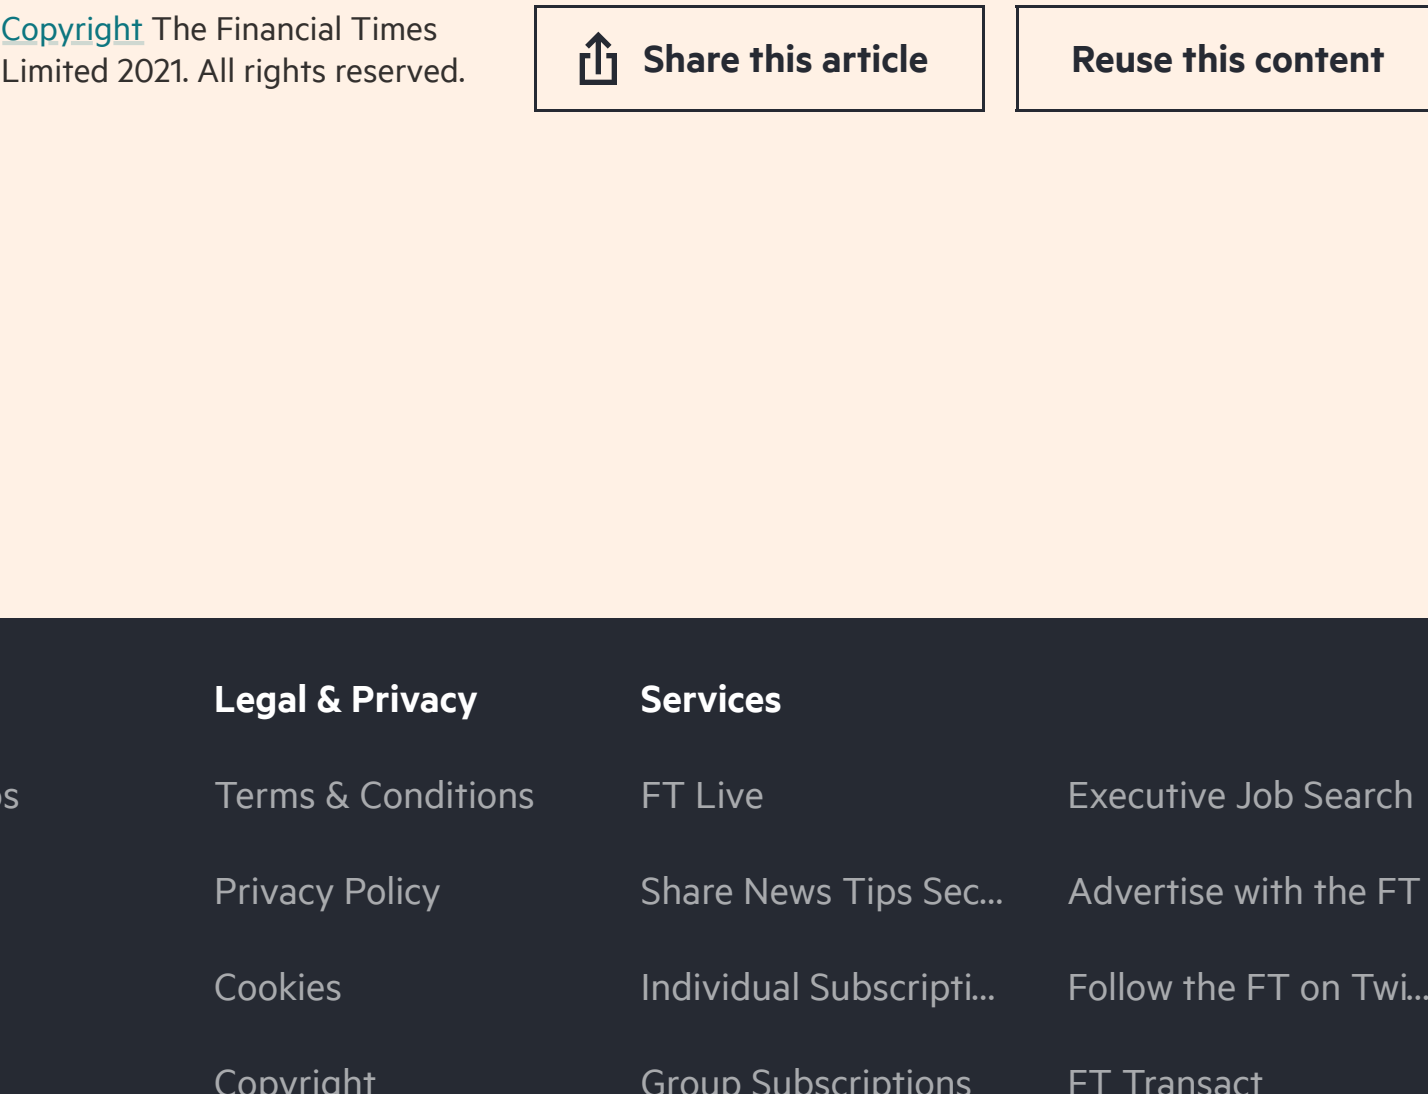 Copyright The Financial Times
Limited 2021. All rights reserved.
Share this article
Reuse this content
Legal & Privacy
Services
Terms & Conditions
FT Live
Executive Job Search
Privacy Policy
Share News Tips Sec...
Advertise with the FT
Cookies
Individual Subscripti...
Follow the FT on Twi...
Copyright
Group Subscriptions
FT Transact